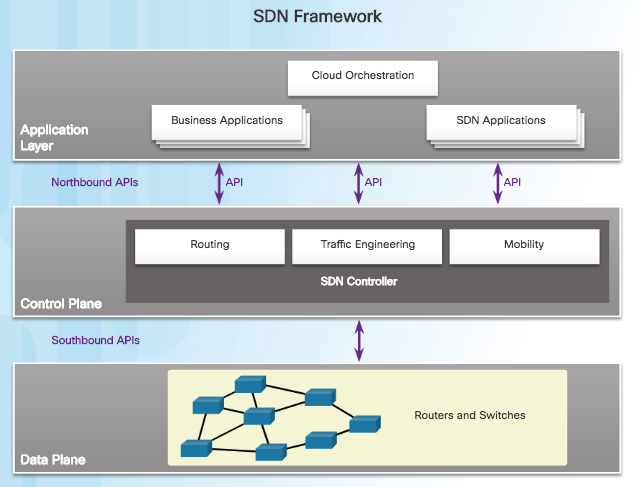 SDN Framework
Cloud Orchestration
Business Applications
SDN Applications
Application
Layer
Northbound APIs
API
API
API
Routing
Traffic Engineering
Mobility
SDN Controller
Control Plane
Southbound APIs
Routers and Switches
Data Plane